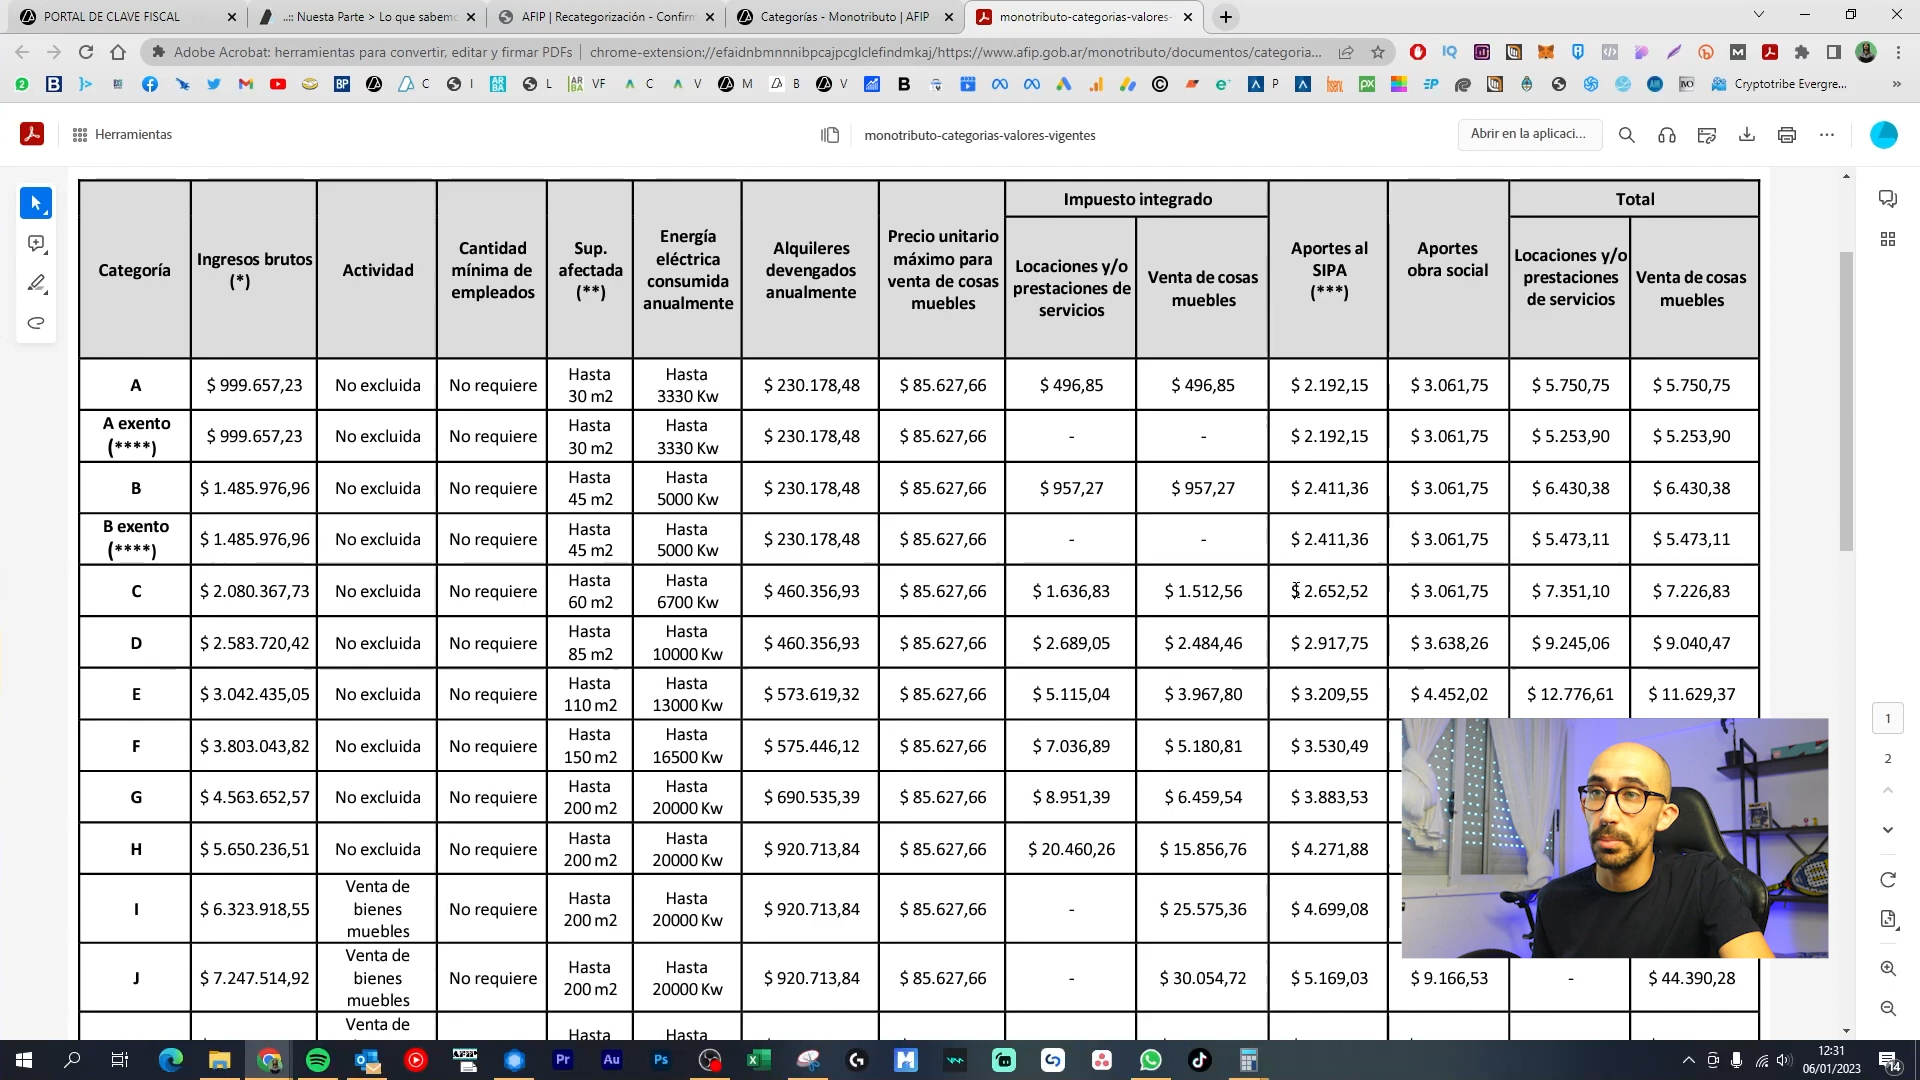 PORTAL DE CLAVE FISCAL
..:: Nuesta Parte > Lo que sabemo
AFIP | Recategorización - Confirm
Categorías - Monotributo | AFIP
monotributo-categorias-valores-
Adobe Acrobat: herramientas para convertir, editar y firmar PDFs | chrome-extension://efaidnbmnnnibpcajpcglclefindmkaj/https://www.afip.gob.ar/monotributo/documentos/categoria...
C I L VF C V M B V P
Cryptotribe Evergre...
Herramientas
monotributo-categorias-valores-vigentes
Abrir en la aplicaci...
Categoría
Ingresos brutos (*)
Actividad
Cantidad mínima de empleados
Sup. afectada (**)
Energía eléctrica consumida anualmente
Alquileres devengados anualmente
Precio unitario máximo para venta de cosas muebles
Impuesto integrado
Locaciones y/o prestaciones de servicios
Venta de cosas muebles
Aportes al SIPA (***)
Aportes obra social
Total
Locaciones y/o prestaciones de servicios
Venta de cosas muebles
A $ 999.657,23 No excluida No requiere Hasta 30 m2 Hasta 3330 Kw $ 230.178,48 $ 85.627,66 $ 496,85 $ 496,85 $ 2.192,15 $ 3.061,75 $ 5.750,75 $ 5.750,75
A exento (****) $ 999.657,23 No excluida No requiere Hasta 30 m2 Hasta 3330 Kw $ 230.178,48 $ 85.627,66 - - $ 2.192,15 $ 3.061,75 $ 5.253,90 $ 5.253,90
B $ 1.485.976,96 No excluida No requiere Hasta 45 m2 Hasta 5000 Kw $ 230.178,48 $ 85.627,66 $ 957,27 $ 957,27 $ 2.411,36 $ 3.061,75 $ 6.430,38 $ 6.430,38
B exento (****) $ 1.485.976,96 No excluida No requiere Hasta 45 m2 Hasta 5000 Kw $ 230.178,48 $ 85.627,66 - - $ 2.411,36 $ 3.061,75 $ 5.473,11 $ 5.473,11
C $ 2.080.367,73 No excluida No requiere Hasta 60 m2 Hasta 6700 Kw $ 460.356,93 $ 85.627,66 $ 1.636,83 $ 1.512,56 $ 2.652,52 $ 3.061,75 $ 7.351,10 $ 7.226,83
D $ 2.583.720,42 No excluida No requiere Hasta 85 m2 Hasta 10000 Kw $ 460.356,93 $ 85.627,66 $ 2.689,05 $ 2.484,46 $ 2.917,75 $ 3.638,26 $ 9.245,06 $ 9.040,47
E $ 3.042.435,05 No excluida No requiere Hasta 110 m2 Hasta 13000 Kw $ 573.619,32 $ 85.627,66 $ 5.115,04 $ 3.967,80 $ 3.209,55 $ 4.452,02 $ 12.776,61 $ 11.629,37
F $ 3.803.043,82 No excluida No requiere Hasta 150 m2 Hasta 16500 Kw $ 575.446,12 $ 85.627,66 $ 7.036,89 $ 5.180,81 $ 3.530,49
G $ 4.563.652,57 No excluida No requiere Hasta 200 m2 Hasta 20000 Kw $ 690.535,39 $ 85.627,66 $ 8.951,39 $ 6.459,54 $ 3.883,53
H $ 5.650.236,51 No excluida No requiere Hasta 200 m2 Hasta 20000 Kw $ 920.713,84 $ 85.627,66 $ 20.460,26 $ 15.856,76 $ 4.271,88
I $ 6.323.918,55 Venta de bienes muebles No requiere Hasta 200 m2 Hasta 20000 Kw $ 920.713,84 $ 85.627,66 - $ 25.575,36 $ 4.699,08
J $ 7.247.514,92 Venta de bienes muebles No requiere Hasta 200 m2 Hasta 20000 Kw $ 920.713,84 $ 85.627,66 - $ 30.054,72 $ 5.169,03 $ 9.166,53 - $ 44.390,28
Venta de Hasta Hasta
1
2
12:31
06/01/2023
14